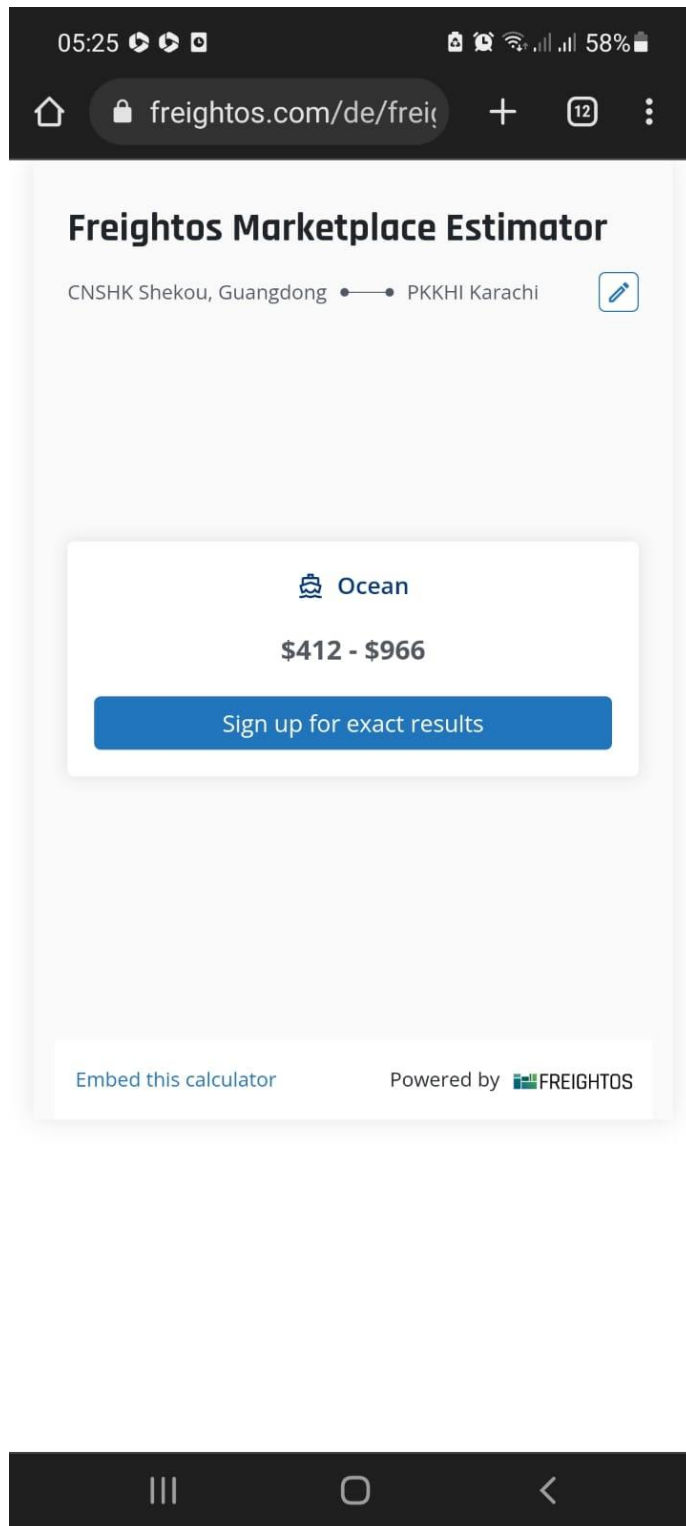 05:25 58%
freightos.com/de/freig
12
Freightos Marketplace Estimator
CNSHK Shekou, Guangdong PKKHI Karachi
Ocean
$412 - $966
Sign up for exact results
Embed this calculator Powered by FREIGHTOS